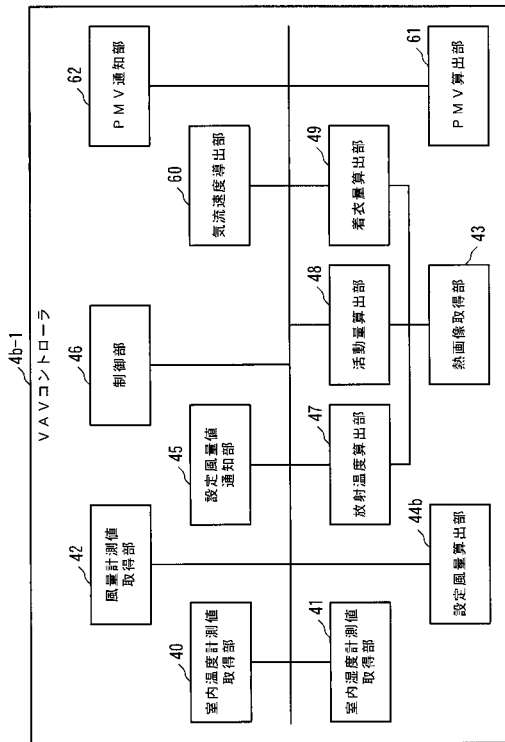 4b-1
VAVコントローラ
42
風量計測値
取得部
46
制御部
62
PMV通知部
40
室内温度計測値
取得部
45
設定風量値
通知部
60
気流速度導出部
41
室内湿度計測値
取得部
47
放射温度算出部
48
活動量算出部
49
着衣量算出部
44b
設定風量算出部
43
熱画像取得部
61
PMV算出部